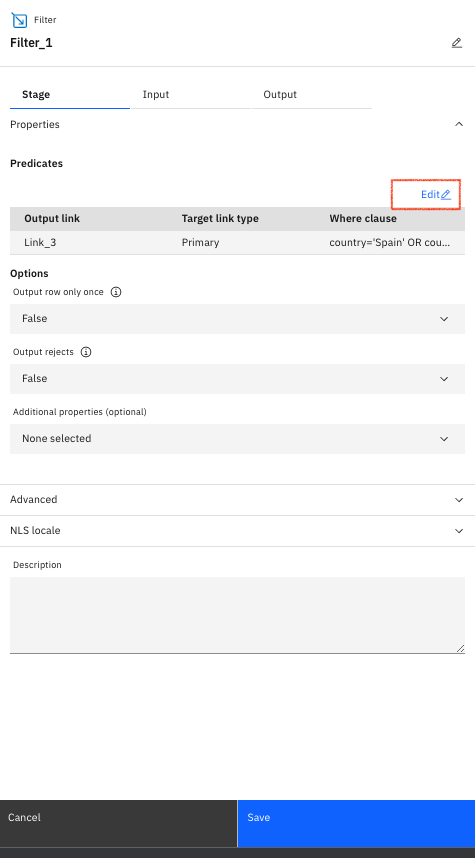 Filter
Filter_1
Stage Input Output
Properties
Predicates
Edit
Output link Target link type Where clause
Link_3 Primary country='Spain' OR cou...
Options
Output row only once
False
Output rejects
False
Additional properties (optional)
None selected
Advanced
NLS locale
Description
Cancel Save